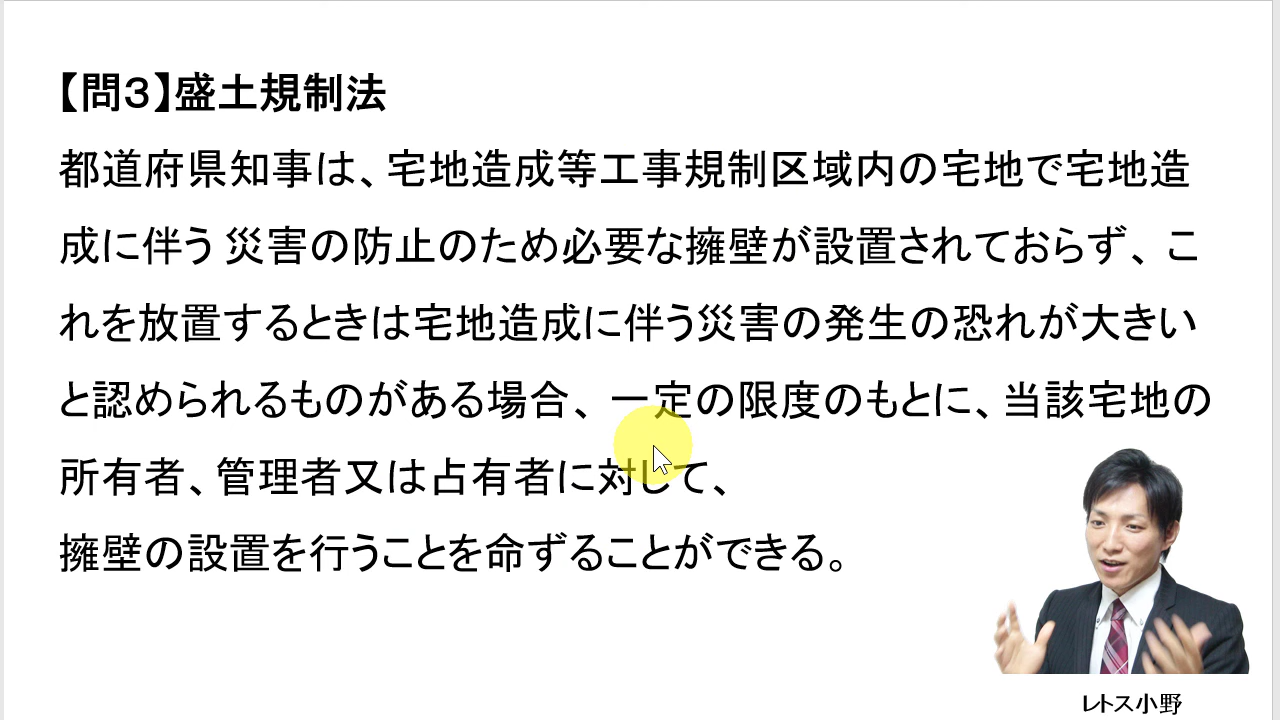 【問３】盛土規制法
都道府県知事は、宅地造成等工事規制区域内の宅地で宅地造
成に伴う 災害の防止のため必要な擁壁が設置されておらず、こ
れを放置するときは宅地造成に伴う災害の発生の恐れが大きい
と認められるものがある場合、一定の限度のもとに、当該宅地の
所有者、管理者又は占有者に対して、
擁壁の設置を行うことを命ずることができる。
レトス小野